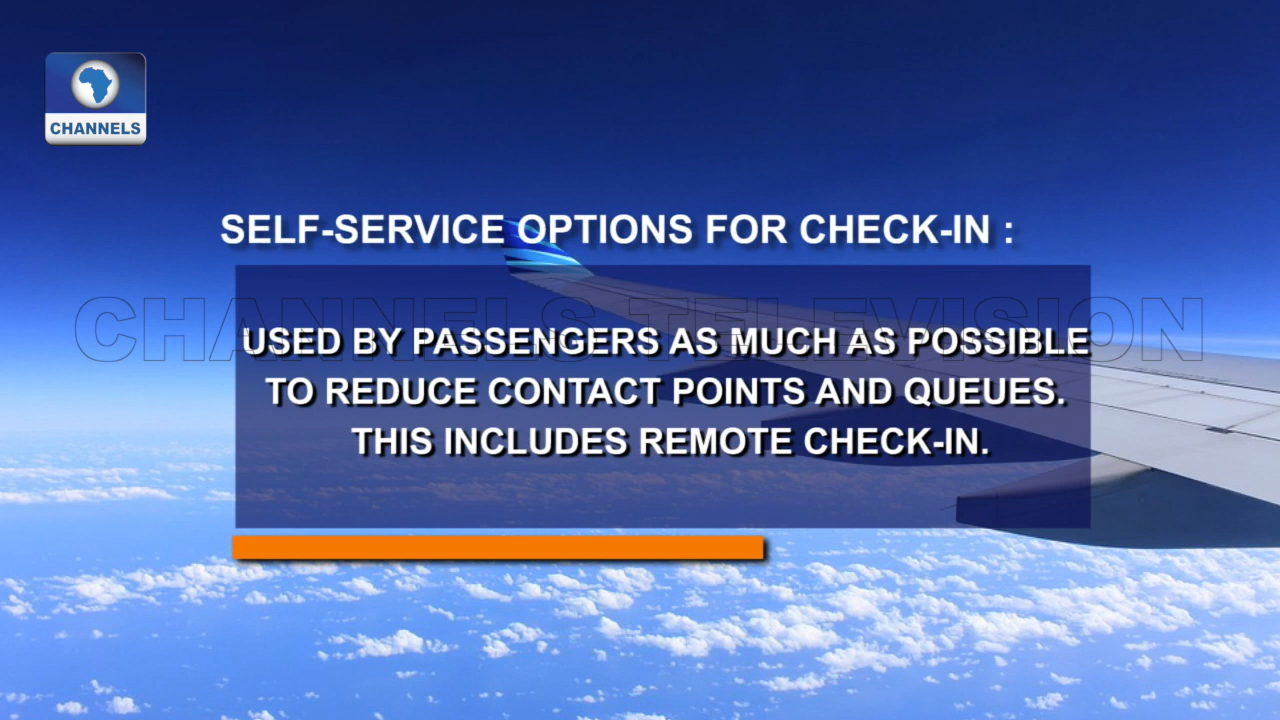 CHANNELS
SELF-SERVICE OPTIONS FOR CHECK-IN :
CHANNELS TELEVISION
USED BY PASSENGERS AS MUCH AS POSSIBLE
TO REDUCE CONTACT POINTS AND QUEUES.
THIS INCLUDES REMOTE CHECK-IN.